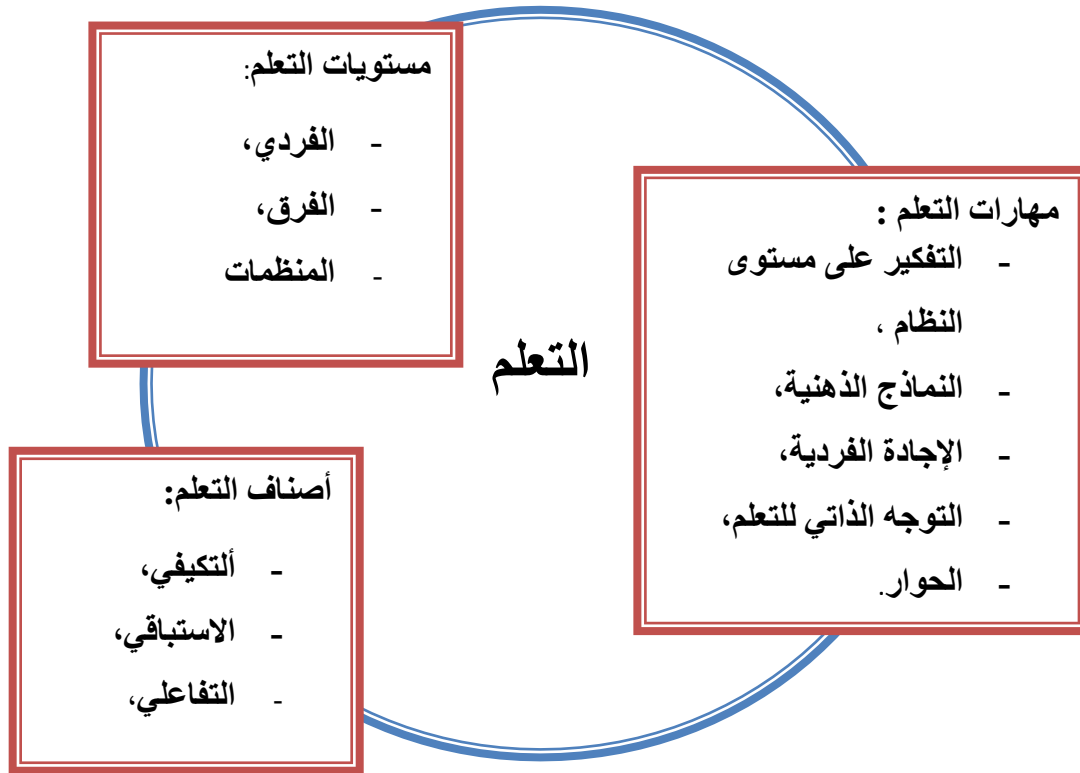 مستويات التعلم:
- الفردي،
- الفرق،
- المنظمات
مهارات التعلم :
- التفكير على مستوى
النظام ،
- النماذج الذهنية،
- الإجادة الفردية،
- التوجه الذاتي للتعلم،
- الحوار.
التعلم
أصناف التعلم:
- ألتكيفي،
- الاستباقي،
- التفاعلي،